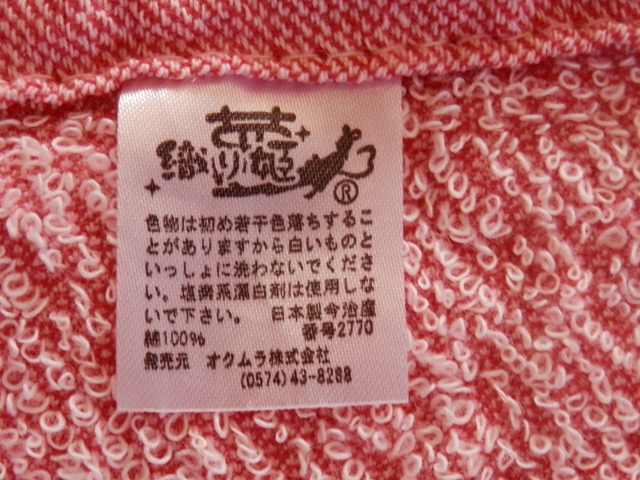 織り姫
®
色物は初め若干色落ちするこ
とがありますから白いものと
いっしょに洗わないでくださ
い。塩素系漂白剤は使用しな
いで下さい。 日本製今治産
綿100% 番号2770
発売元 オクムラ株式会社
(0574)43-8288